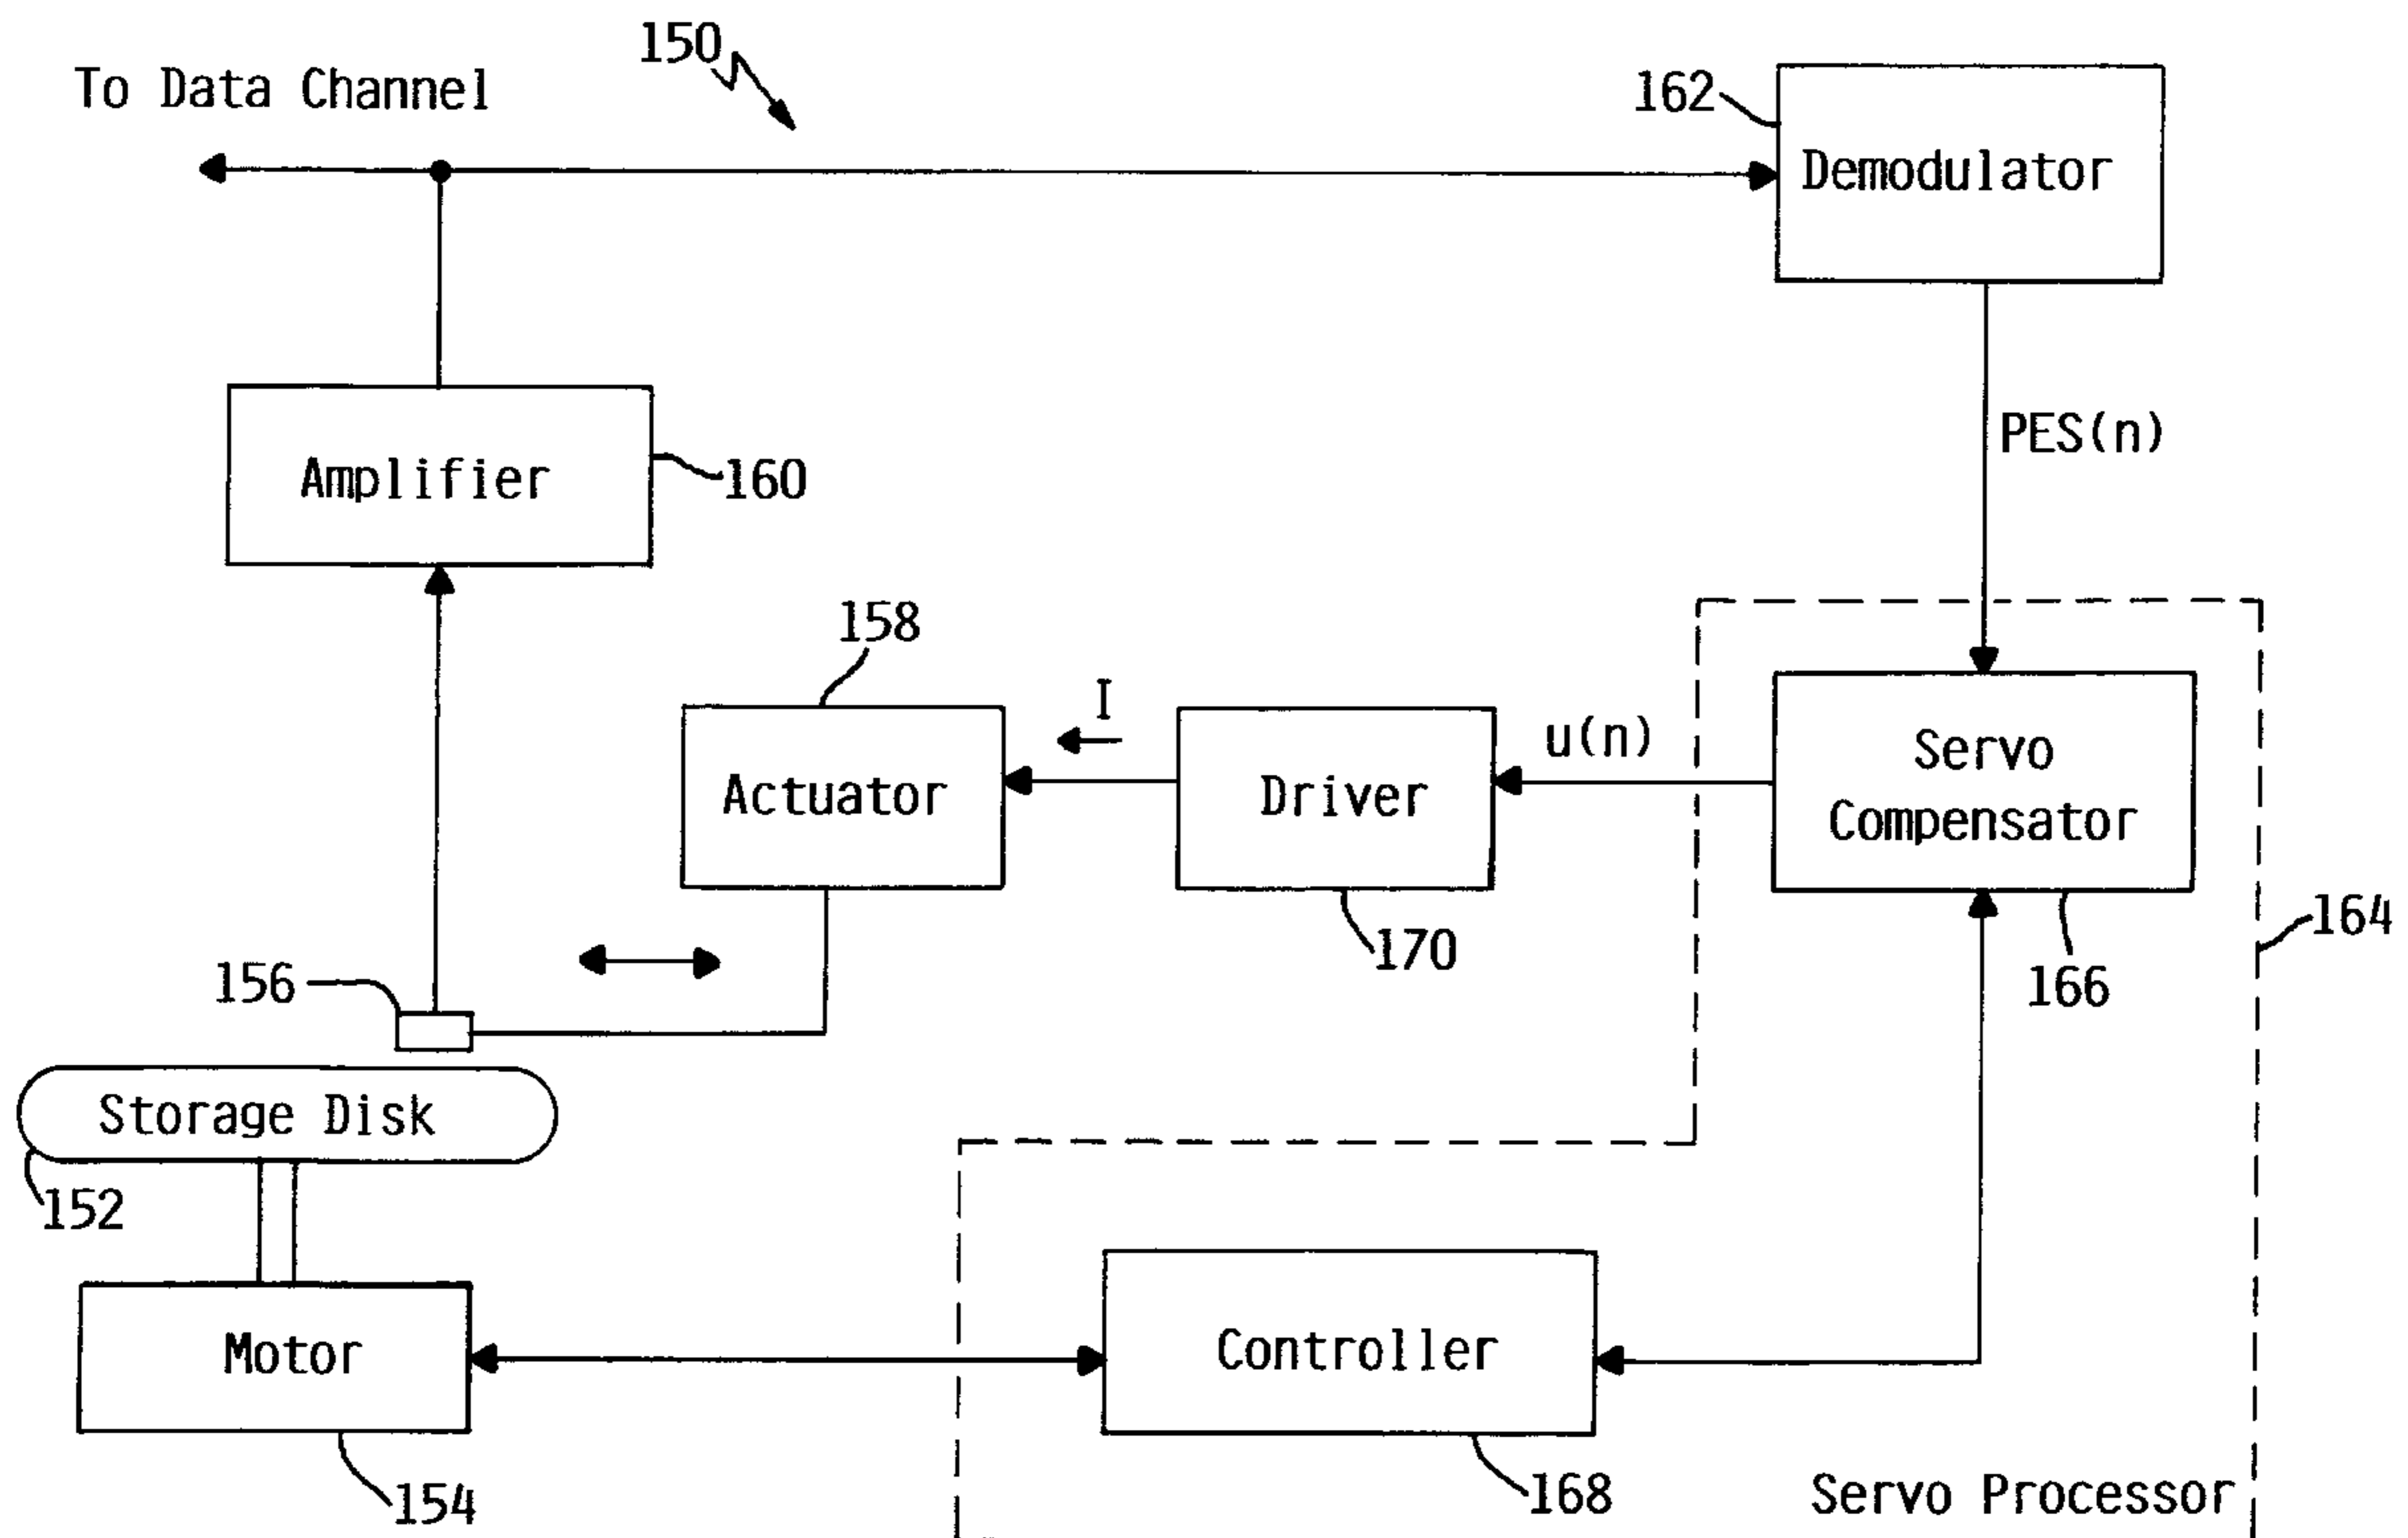 150
To Data Channel
162
Demodulator
PES(n)
Amplifier
160
158
I
u(n)
Actuator
Driver
Servo
Compensator
164
170
156
166
Storage Disk
152
Controller
Motor
168
Servo Processor
154